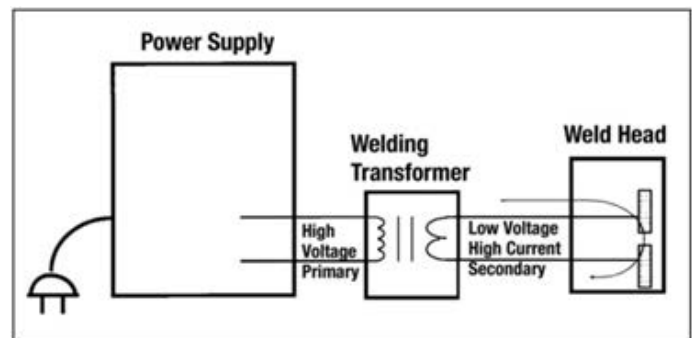 Power Supply
Welding
Transformer
Weld Head
High
Voltage
Primary
Low Voltage
High Current
Secondary